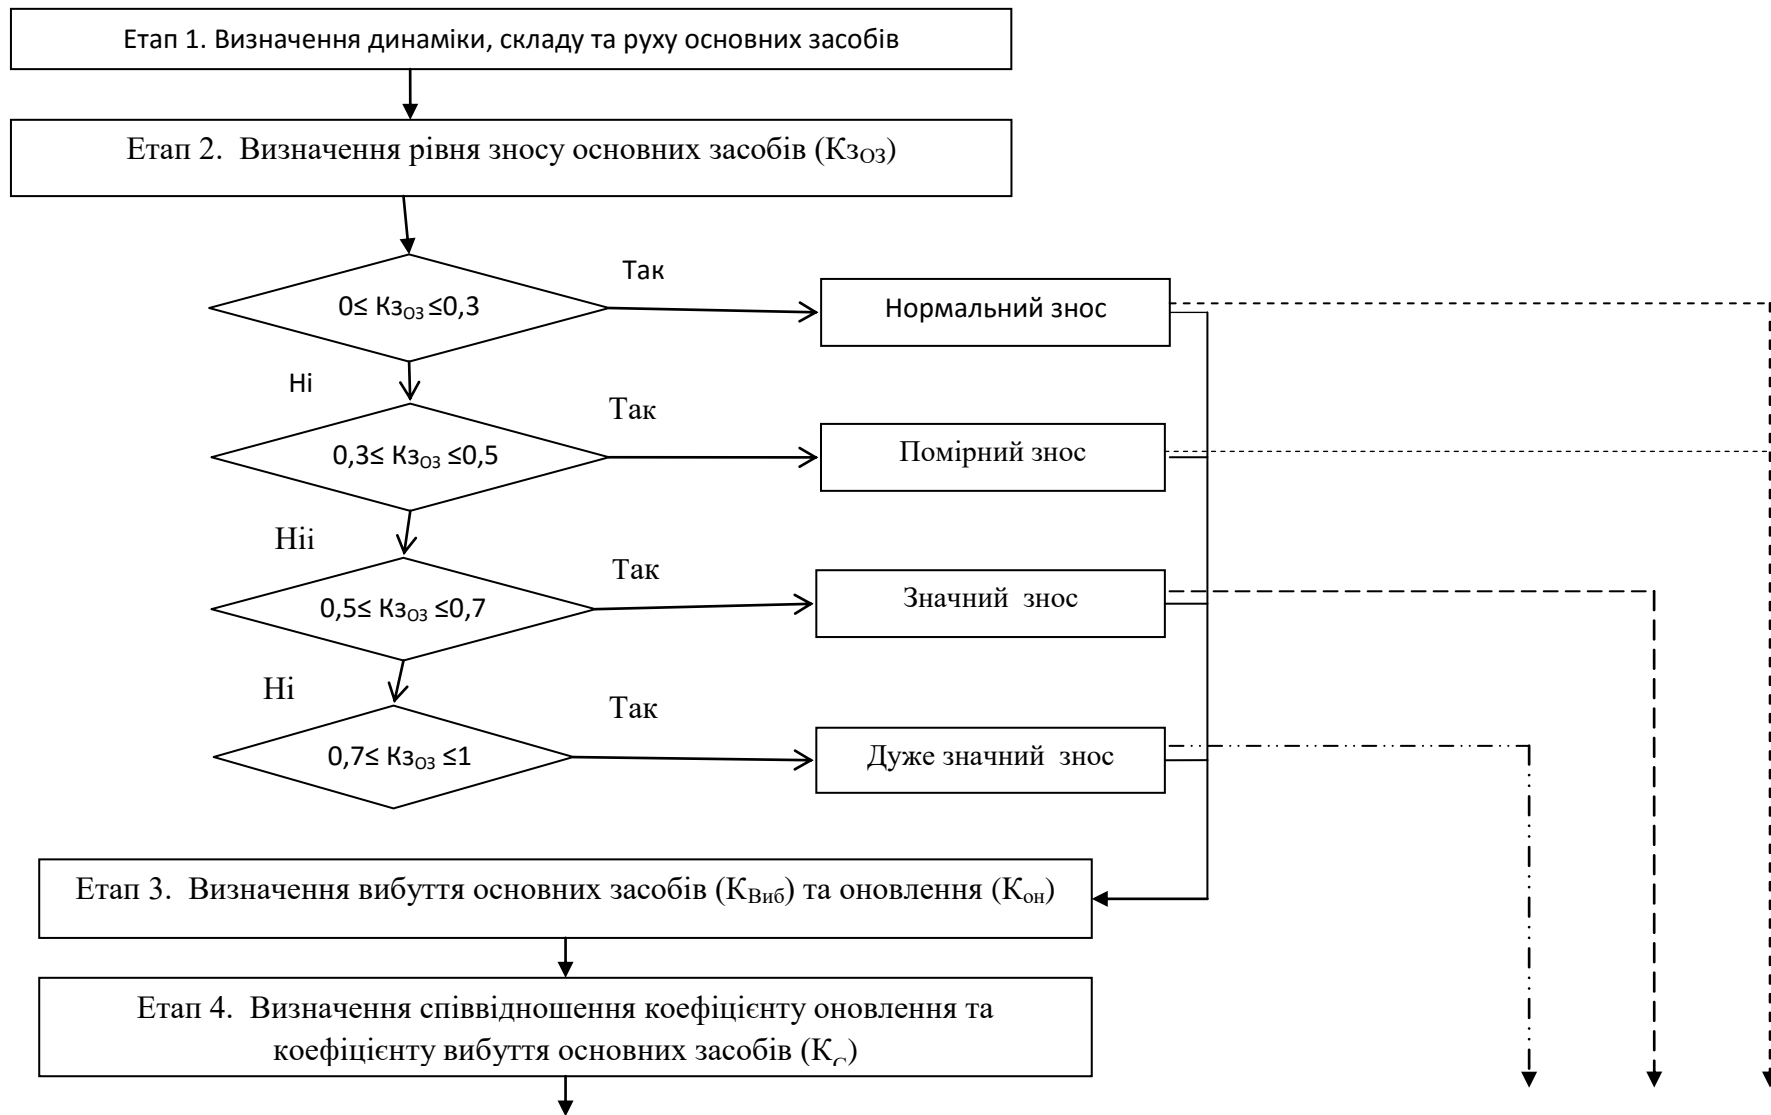 Етап 1. Визначення динаміки, складу та руху основних засобів
Етап 2. Визначення рівня зносу основних засобів (КзОЗ)
0≤ КзОЗ ≤0,3
Так
Нормальний знос
Ні
0,3≤ КзОЗ ≤0,5
Так
Помірний знос
Ніі
0,5≤ КзОЗ ≤0,7
Так
Значний знос
Ні
0,7≤ КзОЗ ≤1
Так
Дуже значний знос
Етап 3. Визначення вибуття основних засобів (КВиб) та оновлення (Кон)
Етап 4. Визначення співвідношення коефіцієнту оновлення та
коефіцієнту вибуття основних засобів (КС)